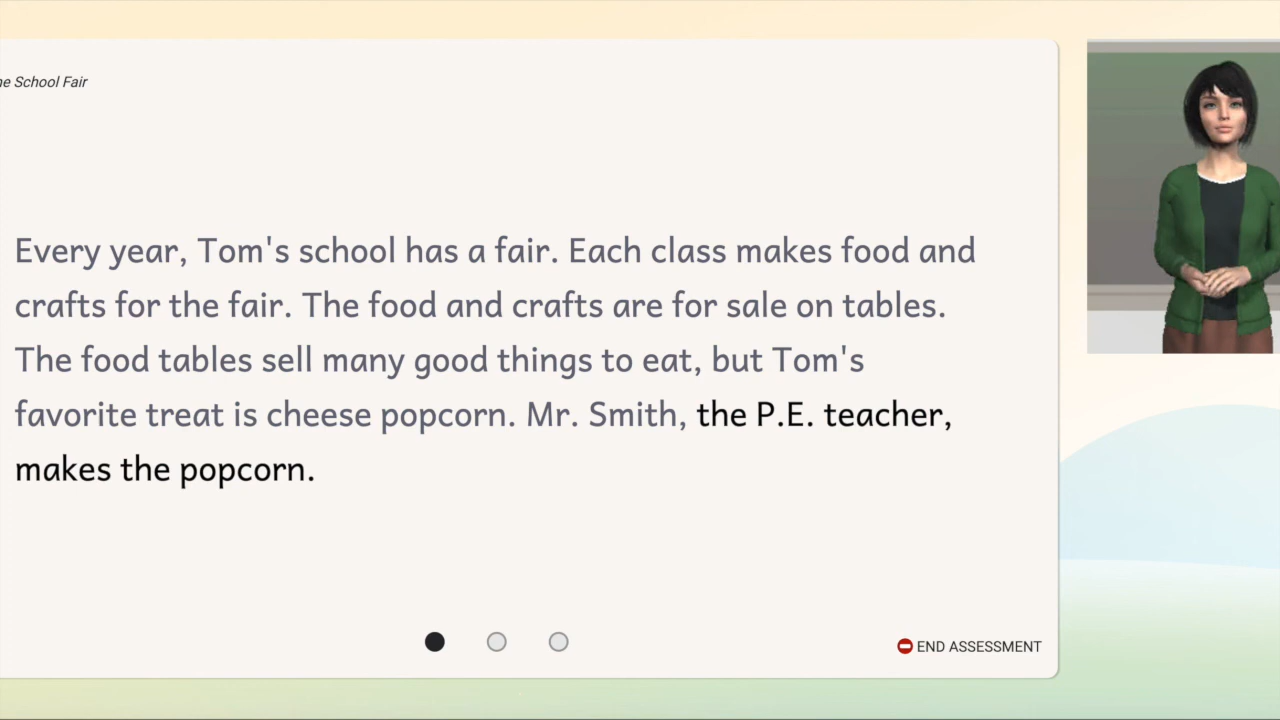 he School Fair
Every year, Tom's school has a fair. Each class makes food and
crafts for the fair. The food and crafts are for sale on tables.
The food tables sell many good things to eat, but Tom's
favorite treat is cheese popcorn. Mr. Smith, the P.E. teacher,
makes the popcorn.
END ASSESSMENT